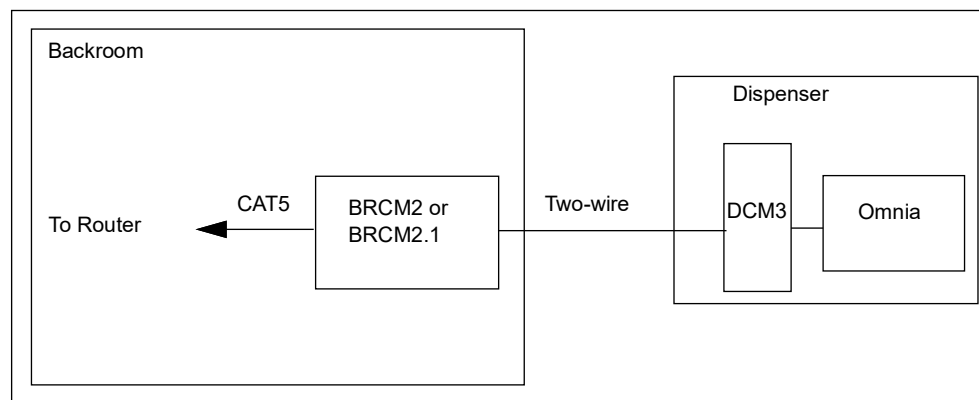 Backroom
Dispenser
CAT5
BRCM2 or
BRCM2.1
Two-wire
To Router
DCM3
Omnia